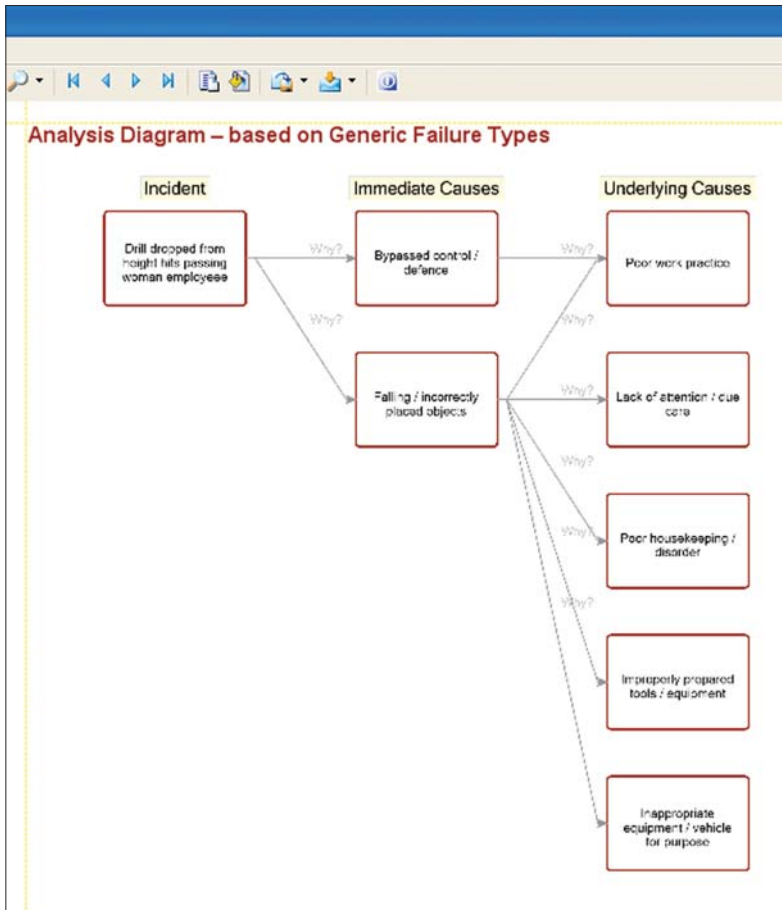 Analysis Diagram – based on Generic Failure Types
Incident
Immediate Causes
Underlying Causes
Drill dropped from
height hits passing
woman employeee
Why?
Bypassed control /
defence
Why?
Poor work practice
Why?
Why?
Falling / incorrectly
placed objects
Why?
Lack of attention / due
care
Why?
Why?
Poor housekeeping /
disorder
Why?
Improperly prepared
tools / equipment
Inappropriate
equipment / vehicle
for purpose